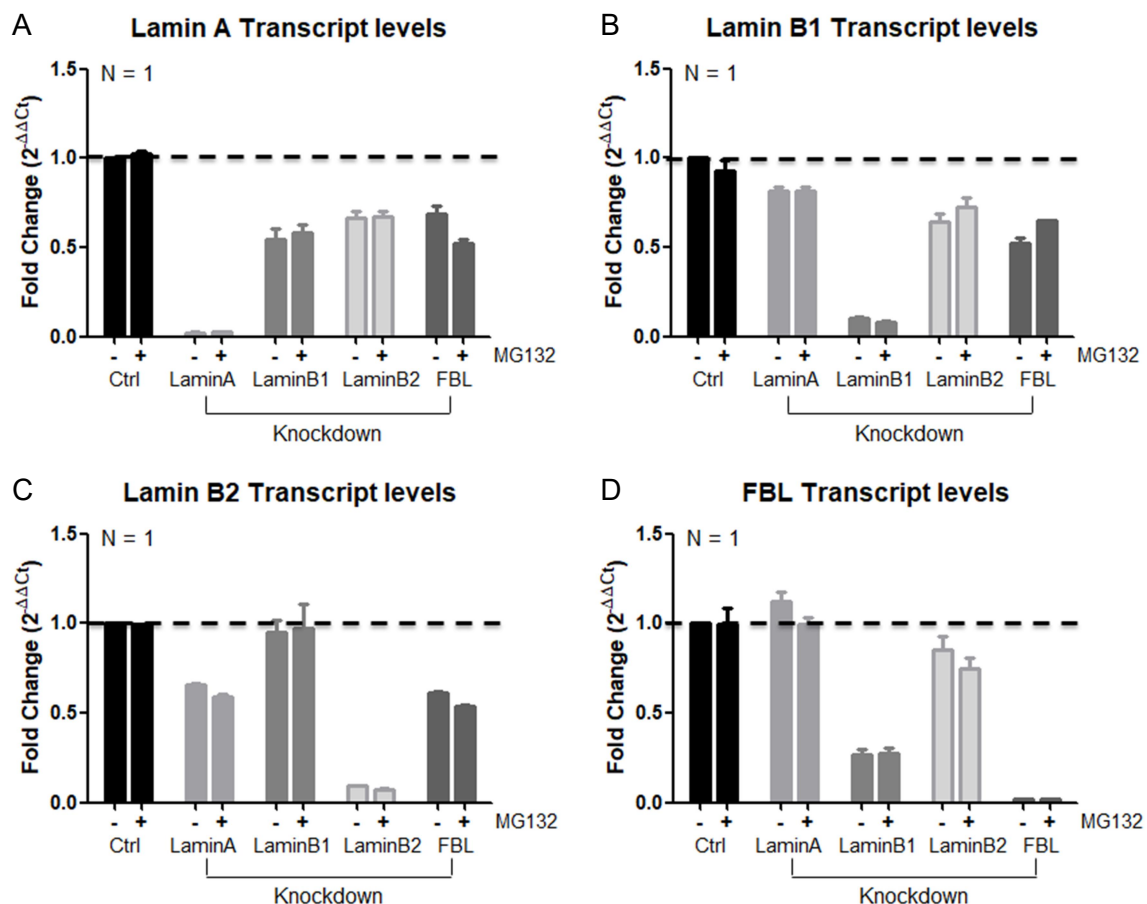 A
Lamin A Transcript levels
N = 1
Fold Change (2^-ΔΔCt)
1.5
1.0
0.5
0.0
- + - + - + - + - + MG132
Ctrl LaminA LaminB1 LaminB2 FBL
Knockdown
B
Lamin B1 Transcript levels
N = 1
Fold Change (2^-ΔΔCt)
1.5
1.0
0.5
0.0
- + - + - + - + - + MG132
Ctrl LaminA LaminB1 LaminB2 FBL
Knockdown
C
Lamin B2 Transcript levels
N = 1
Fold Change (2^-ΔΔCt)
1.5
1.0
0.5
0.0
- + - + - + - + - + MG132
Ctrl LaminA LaminB1 LaminB2 FBL
Knockdown
D
FBL Transcript levels
N = 1
Fold Change (2^-ΔΔCt)
1.5
1.0
0.5
0.0
- + - + - + - + - + MG132
Ctrl LaminA LaminB1 LaminB2 FBL
Knockdown